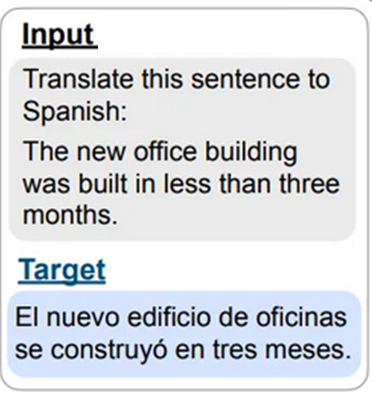 Input
Translate this sentence to
Spanish:
The new office building
was built in less than three
months.
Target
El nuevo edificio de oficinas
se construyó en tres meses.